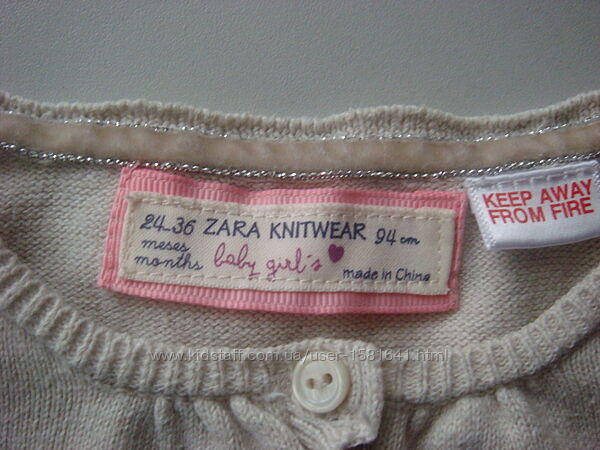 24-36 ZARA KNITWEAR 94 cm
meses
months baby girl's
made in China
KEEP AWAY
FROM FIRE
www.kidstaff.com.ua/user-1581641.html